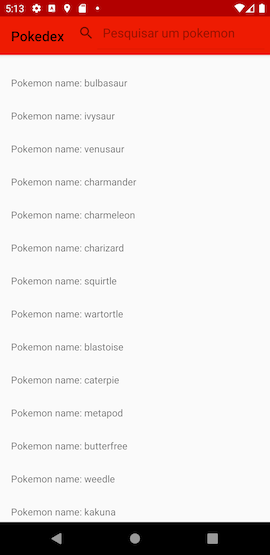 5:13
Pokedex
Pesquisar um pokemon
Pokemon name: bulbasaur
Pokemon name: ivysaur
Pokemon name: venusaur
Pokemon name: charmander
Pokemon name: charmeleon
Pokemon name: charizard
Pokemon name: squirtle
Pokemon name: wartortle
Pokemon name: blastoise
Pokemon name: caterpie
Pokemon name: metapod
Pokemon name: butterfree
Pokemon name: weedle
Pokemon name: kakuna